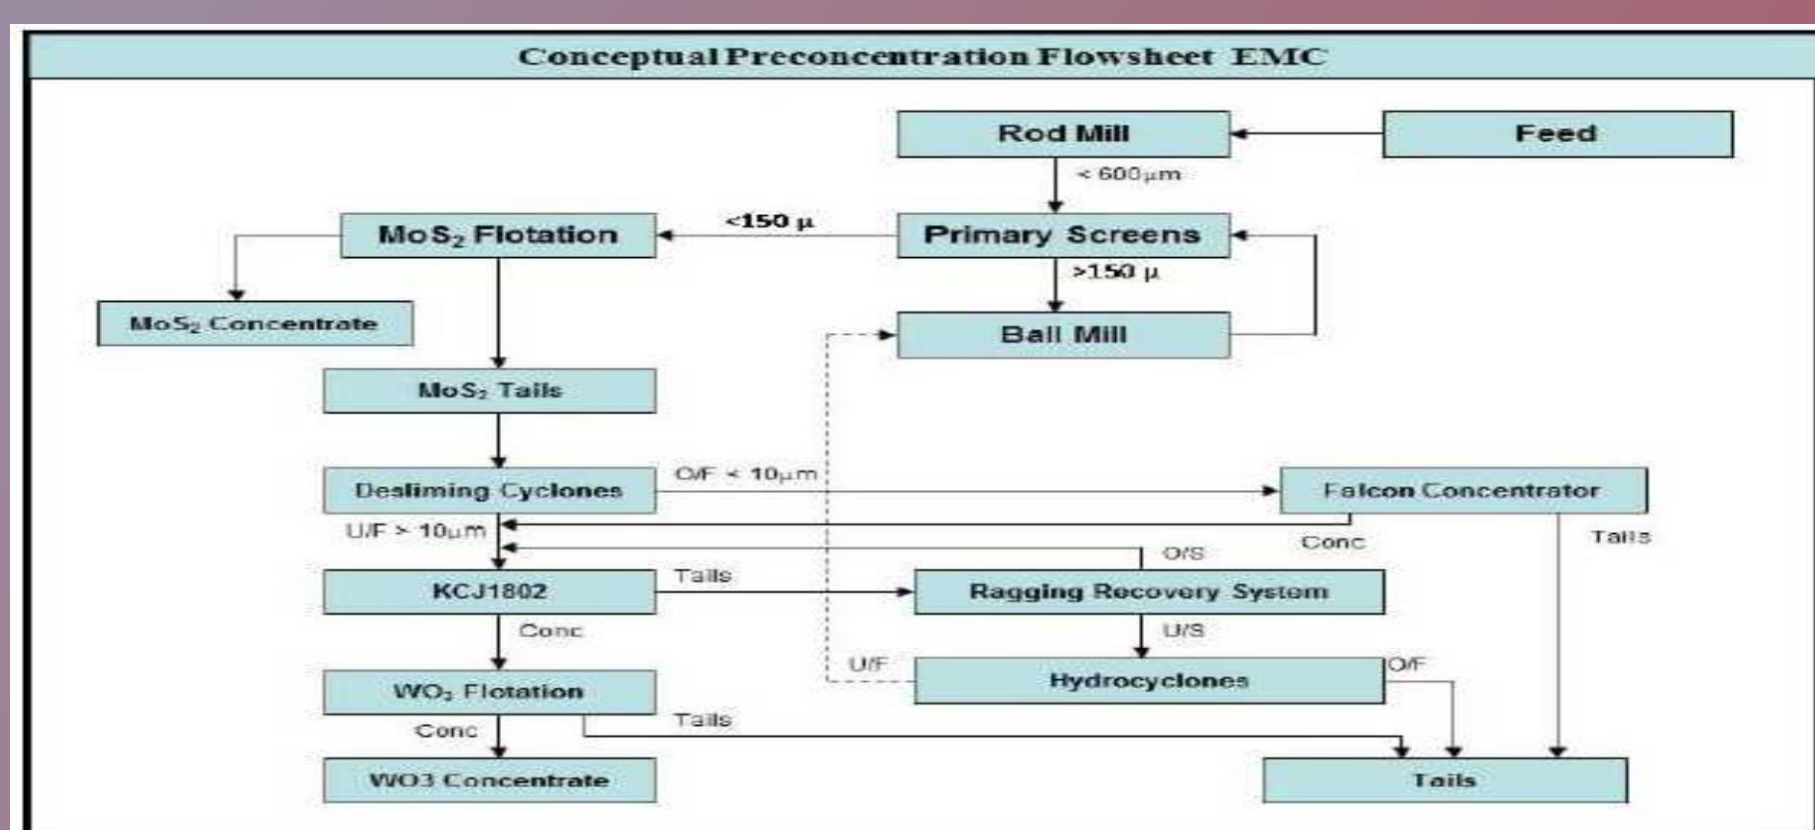 Conceptual Preconcentration Flowsheet EMC
Rod Mill
Feed
< 600µm
MoS₂ Flotation
<150 µ
Primary Screens
>150 µ
MoS₂ Concentrate
Ball Mill
MoS₂ Tails
Desliming Cyclones
O/F < 10µm
Falcon Concentrator
U/F > 10µm
Conc
Tails
O/S
KCJ1802
Tails
Ragging Recovery System
Conc
U/S
U/F
Hydrocyclones
O/F
WO₃ Flotation
Tails
Conc
WO3 Concentrate
Tails